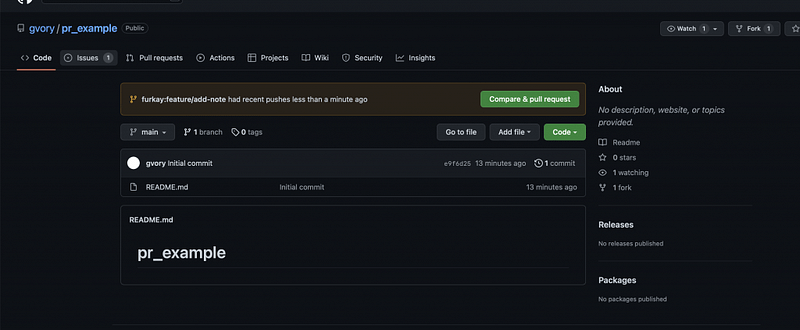 gvory / pr_example Public
Watch 1 Fork 1
Code Issues 1 Pull requests Actions Projects Wiki Security Insights
furkay:feature/add-note had recent pushes less than a minute ago Compare & pull request
main 1 branch 0 tags Go to file Add file Code
gvory Initial commit e9f6d25 13 minutes ago 1 commit
README.md Initial commit 13 minutes ago
README.md
pr_example
About
No description, website, or topics
provided.
Readme
0 stars
1 watching
1 fork
Releases
No releases published
Packages
No packages published